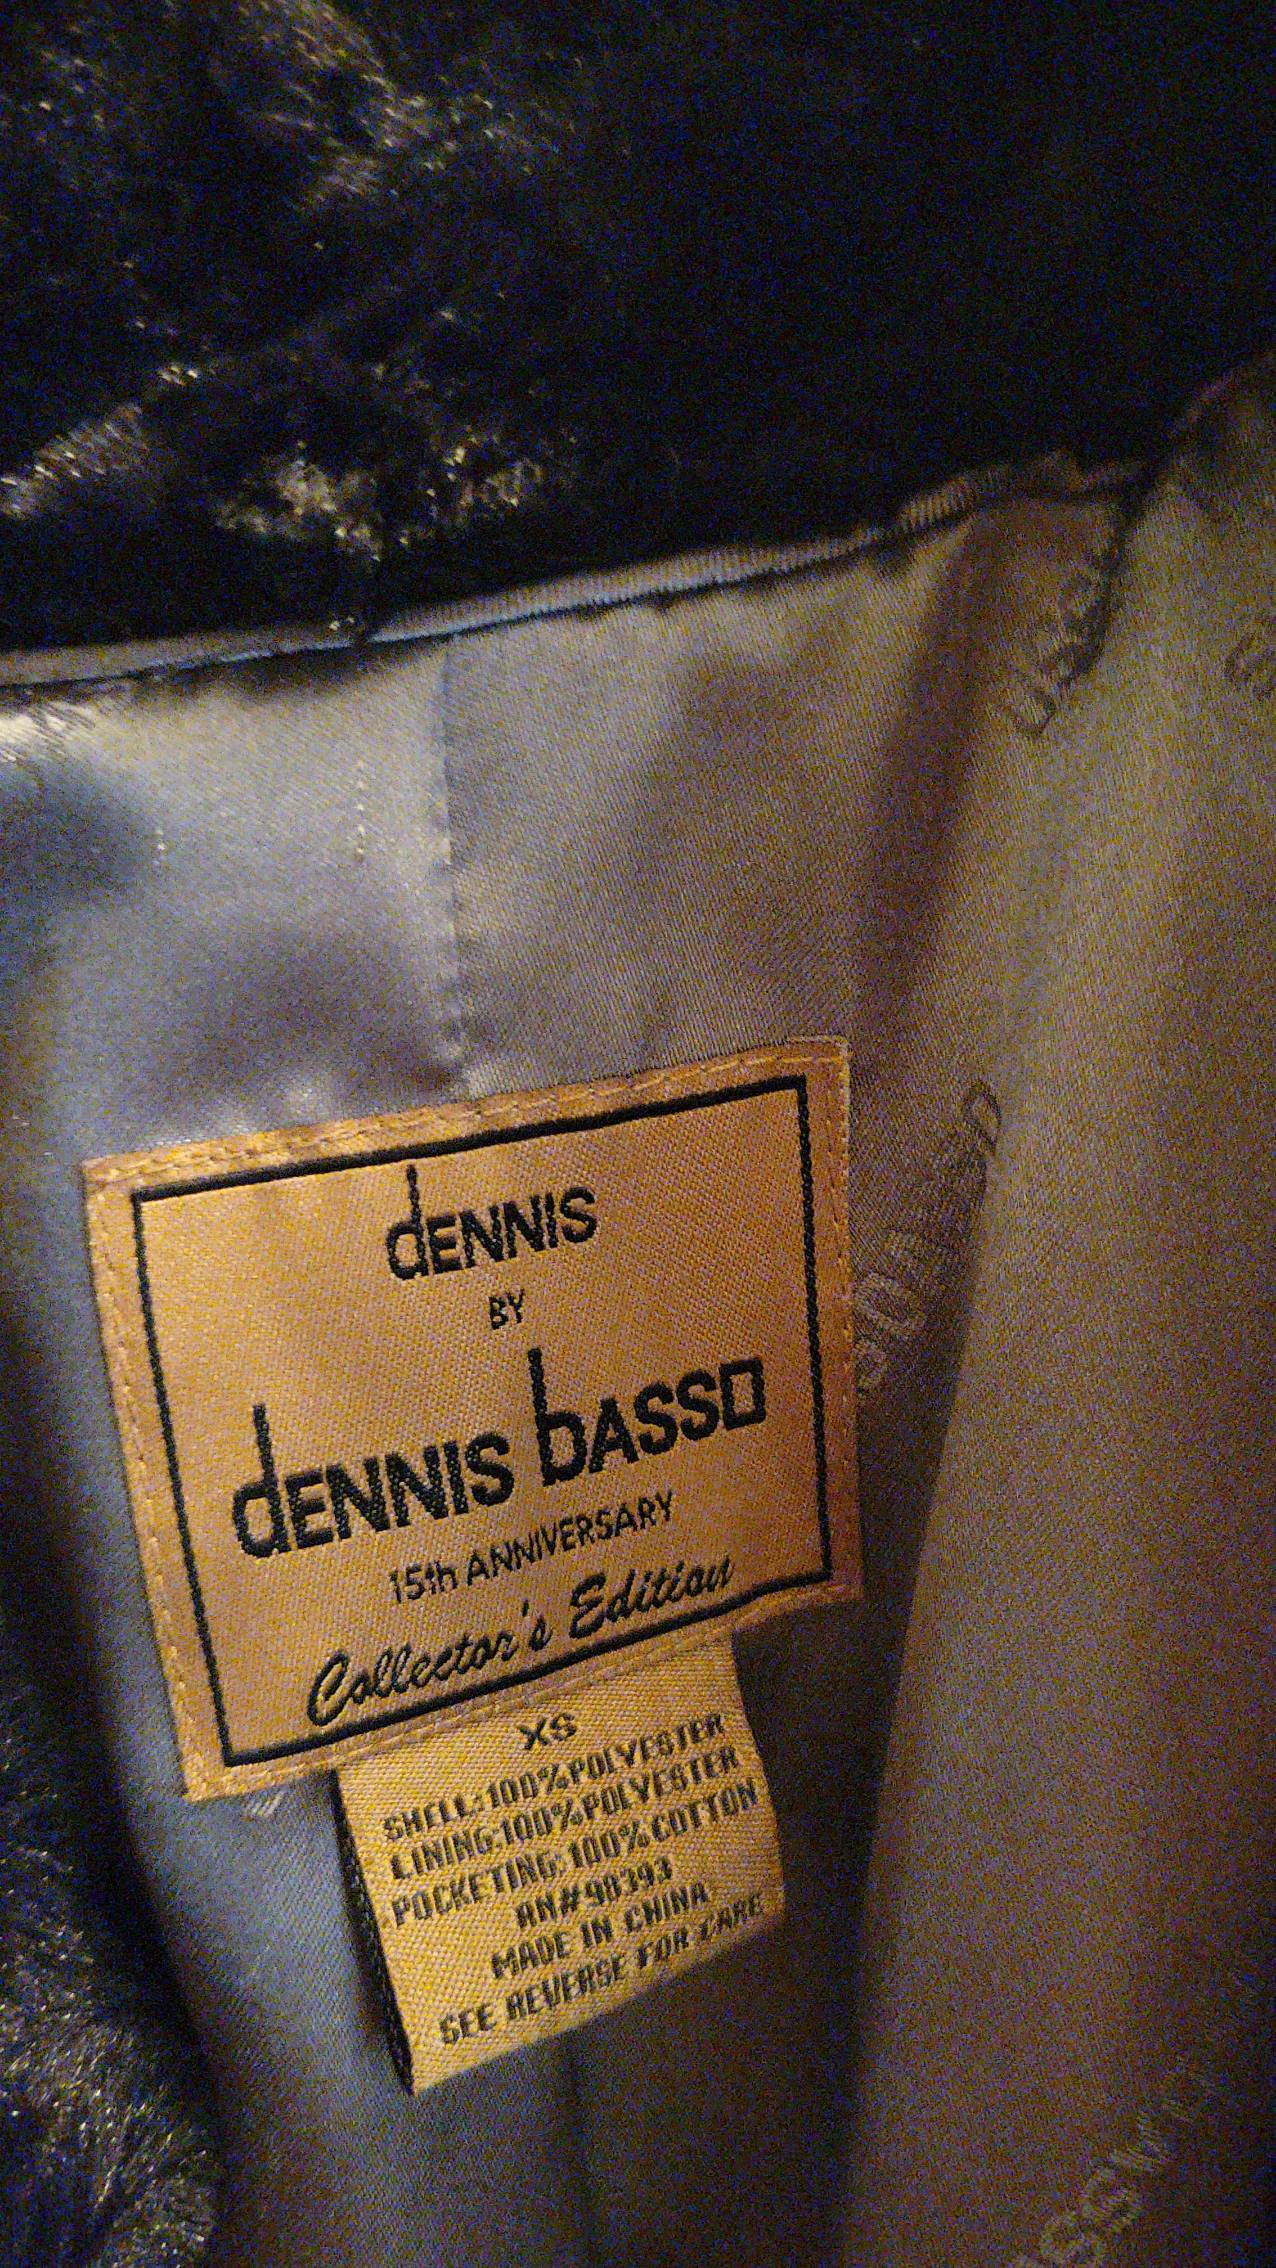 dENNIS
BY
dENNIS bASSO
15th ANNIVERSARY
Collector's Edition
XS
SHELL:100%POLYESTER
LINING:100%POLYESTER
POCKETING:100%COTTON
RN#98393
MADE IN CHINA
SEE REVERSE FOR CARE